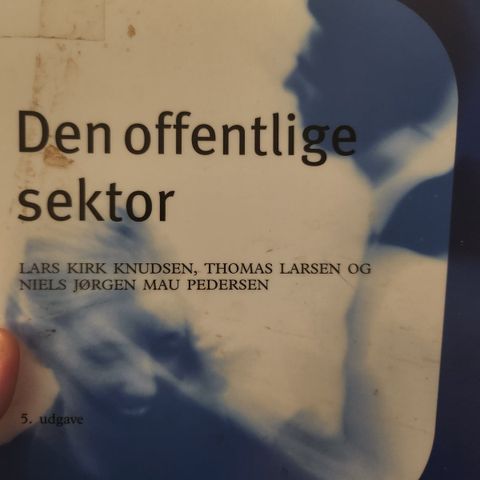 Den offentlige
sektor
LARS KIRK KNUDSEN, THOMAS LARSEN OG
NIELS JØRGEN MAU PEDERSEN
5. udgave